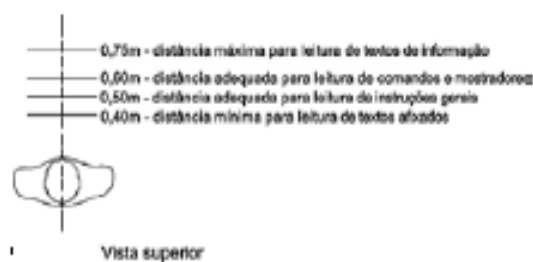 0,75m - distância máxima para leitura de textos de informação
0,60m - distância adequada para leitura de comandos e mostradores
0,50m - distância adequada para leitura de instruções gerais
0,40m - distância mínima para leitura de textos afixados
Vista superior